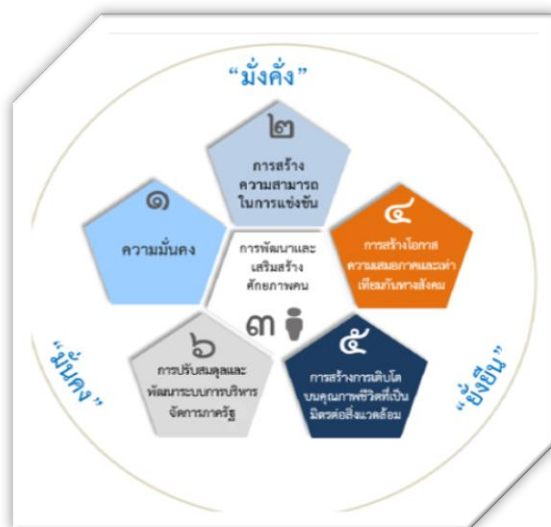 “มั่งคั่ง”
๒
การสร้าง
ความสามารถ
ในการแข่งขัน
๑
ความมั่นคง
๔
การสร้างโอกาส
ความเสมอภาคและเท่า
เทียมกันทางสังคม
การพัฒนาและ
เสริมสร้าง
ศักยภาพคน
๓
๖
การปรับสมดุลและ
พัฒนาระบบการบริหาร
จัดการภาครัฐ
๕
การสร้างการเติบโต
บนคุณภาพชีวิตที่เป็น
มิตรต่อสิ่งแวดล้อม
“มั่นคง”
“ยั่งยืน”